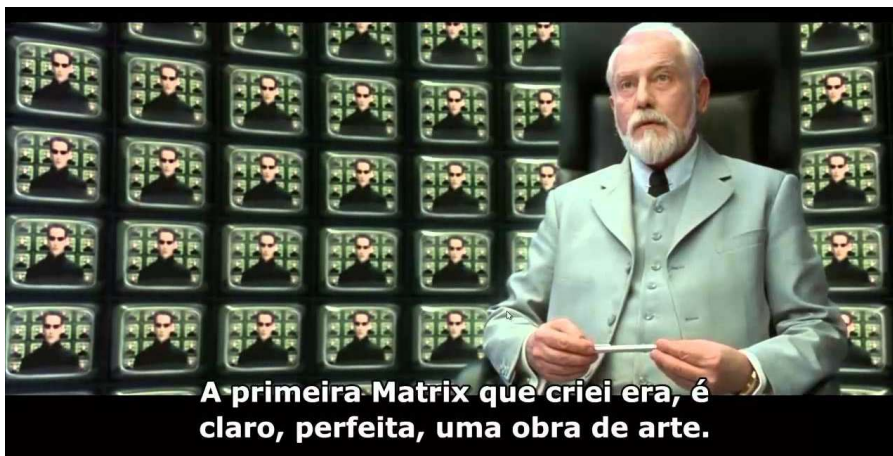 A primeira Matrix que criei era, é
claro, perfeita, uma obra de arte.